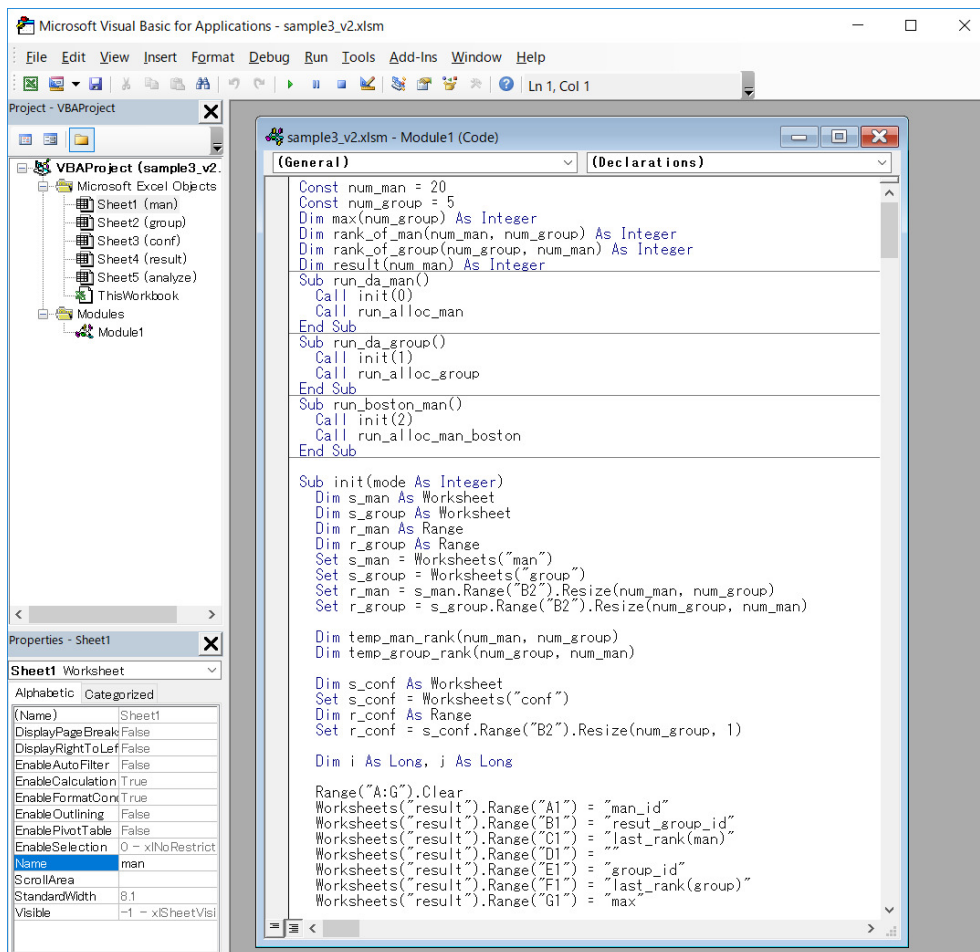 Microsoft Visual Basic for Applications - sample3_v2.xlsm
File Edit View Insert Format Debug Run Tools Add-Ins Window Help
Ln 1, Col 1
Project - VBAProject
VBAProject (sample3_v2.
Microsoft Excel Objects
Sheet1 (man)
Sheet2 (group)
Sheet3 (conf)
Sheet4 (result)
Sheet5 (analyze)
ThisWorkbook
Modules
Module1
Properties - Sheet1
Sheet1 Worksheet
Alphabetic Categorized
(Name) Sheet1
DisplayPageBreak False
DisplayRightToLef False
EnableAutoFilter False
EnableCalculation True
EnableFormatCon True
EnableOutlining False
EnablePivotTable False
EnableSelection 0 - xlNoRestrict
Name man
ScrollArea
StandardWidth 8.1
Visible -1 - xlSheetVisi
sample3_v2.xlsm - Module1 (Code)
(General) (Declarations)
Const num_man = 20
Const num_group = 5
Dim max(num_group) As Integer
Dim rank_of_man(num_man, num_group) As Integer
Dim rank_of_group(num_group, num_man) As Integer
Dim result(num_man) As Integer
Sub run_da_man()
Call init(0)
Call run_alloc_man
End Sub
Sub run_da_group()
Call init(1)
Call run_alloc_group
End Sub
Sub run_boston_man()
Call init(2)
Call run_alloc_man_boston
End Sub
Sub init(mode As Integer)
Dim s_man As Worksheet
Dim s_group As Worksheet
Dim r_man As Range
Dim r_group As Range
Set s_man = Worksheets("man")
Set s_group = Worksheets("group")
Set r_man = s_man.Range("B2").Resize(num_man, num_group)
Set r_group = s_group.Range("B2").Resize(num_group, num_man)
Dim temp_man_rank(num_man, num_group)
Dim temp_group_rank(num_group, num_man)
Dim s_conf As Worksheet
Set s_conf = Worksheets("conf")
Dim r_conf As Range
Set r_conf = s_conf.Range("B2").Resize(num_group, 1)
Dim i As Long, j As Long
Range("A:G").Clear
Worksheets("result").Range("A1") = "man_id"
Worksheets("result").Range("B1") = "resut_group_id"
Worksheets("result").Range("C1") = "last_rank(man)"
Worksheets("result").Range("D1") = ""
Worksheets("result").Range("E1") = "group_id"
Worksheets("result").Range("F1") = "last_rank(group)"
Worksheets("result").Range("G1") = "max"